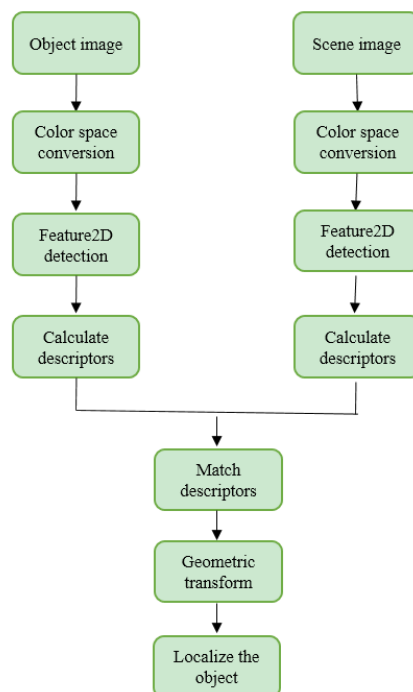 Object image
Color space
conversion
Feature2D
detection
Calculate
descriptors
Scene image
Color space
conversion
Feature2D
detection
Calculate
descriptors
Match
descriptors
Geometric
transform
Localize the
object